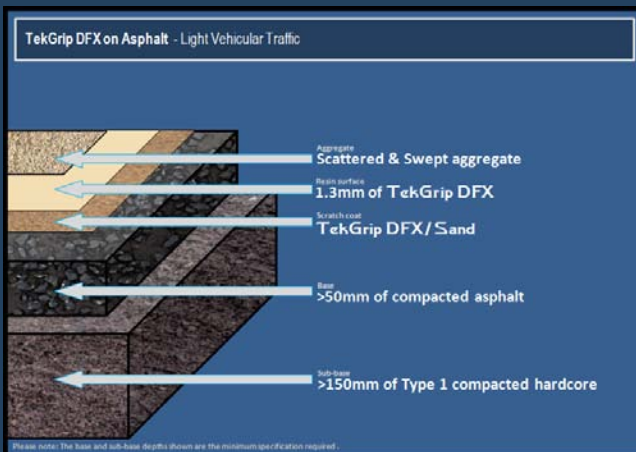 TekGrip DFX on Asphalt - Light Vehicular Traffic
Aggregate
Scattered & Swept aggregate
Resin surface
1.3mm of TekGrip DFX
Scratch coat
TekGrip DFX/Sand
Base
>50mm of compacted asphalt
Sub-base
>150mm of Type 1 compacted hardcore
Please note: The base and sub-base depths shown are the minimum specification required .